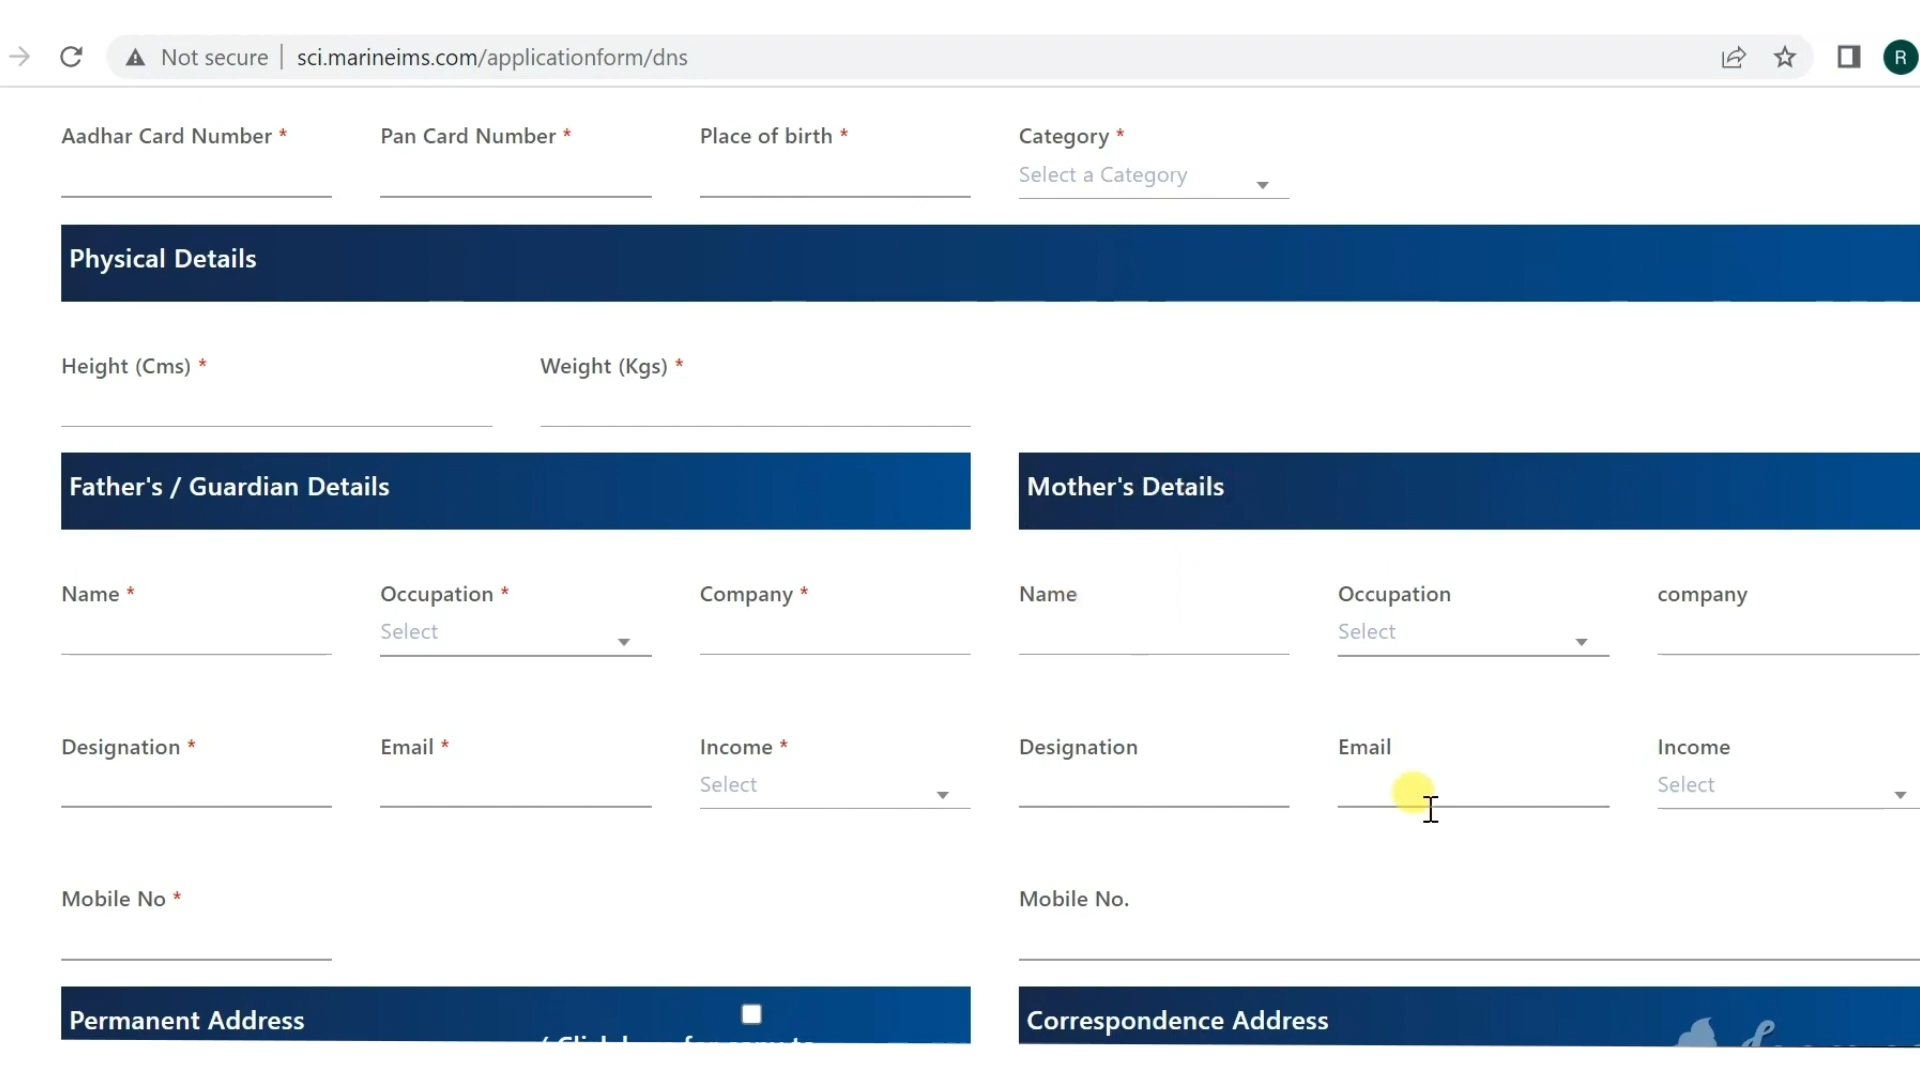 Not secure | sci.marineims.com/applicationform/dns
R
Aadhar Card Number * Pan Card Number * Place of birth * Category *
Select a Category
Physical Details
Height (Cms) * Weight (Kgs) *
Father's / Guardian Details Mother's Details
Name * Occupation * Company * Name Occupation company
Select Select
Designation * Email * Income * Designation Email Income
Select Select
Mobile No * Mobile No.
Permanent Address Correspondence Address